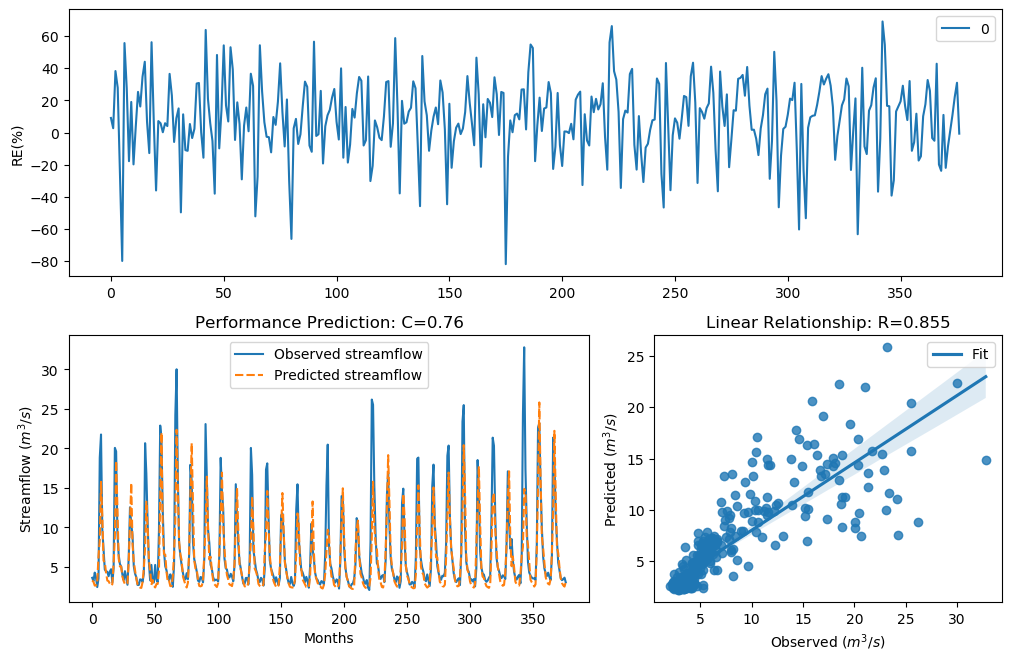 RE(%)
60
40
20
0
−20
−40
−60
−80
0
0 50 100 150 200 250 300 350
Performance Prediction: C=0.76
Streamflow (m³/s)
30
25
20
15
10
5
Observed streamflow
Predicted streamflow
0 50 100 150 200 250 300 350
Months
Linear Relationship: R=0.855
Predicted (m³/s)
25
20
15
10
5
Fit
5 10 15 20 25 30
Observed (m³/s)